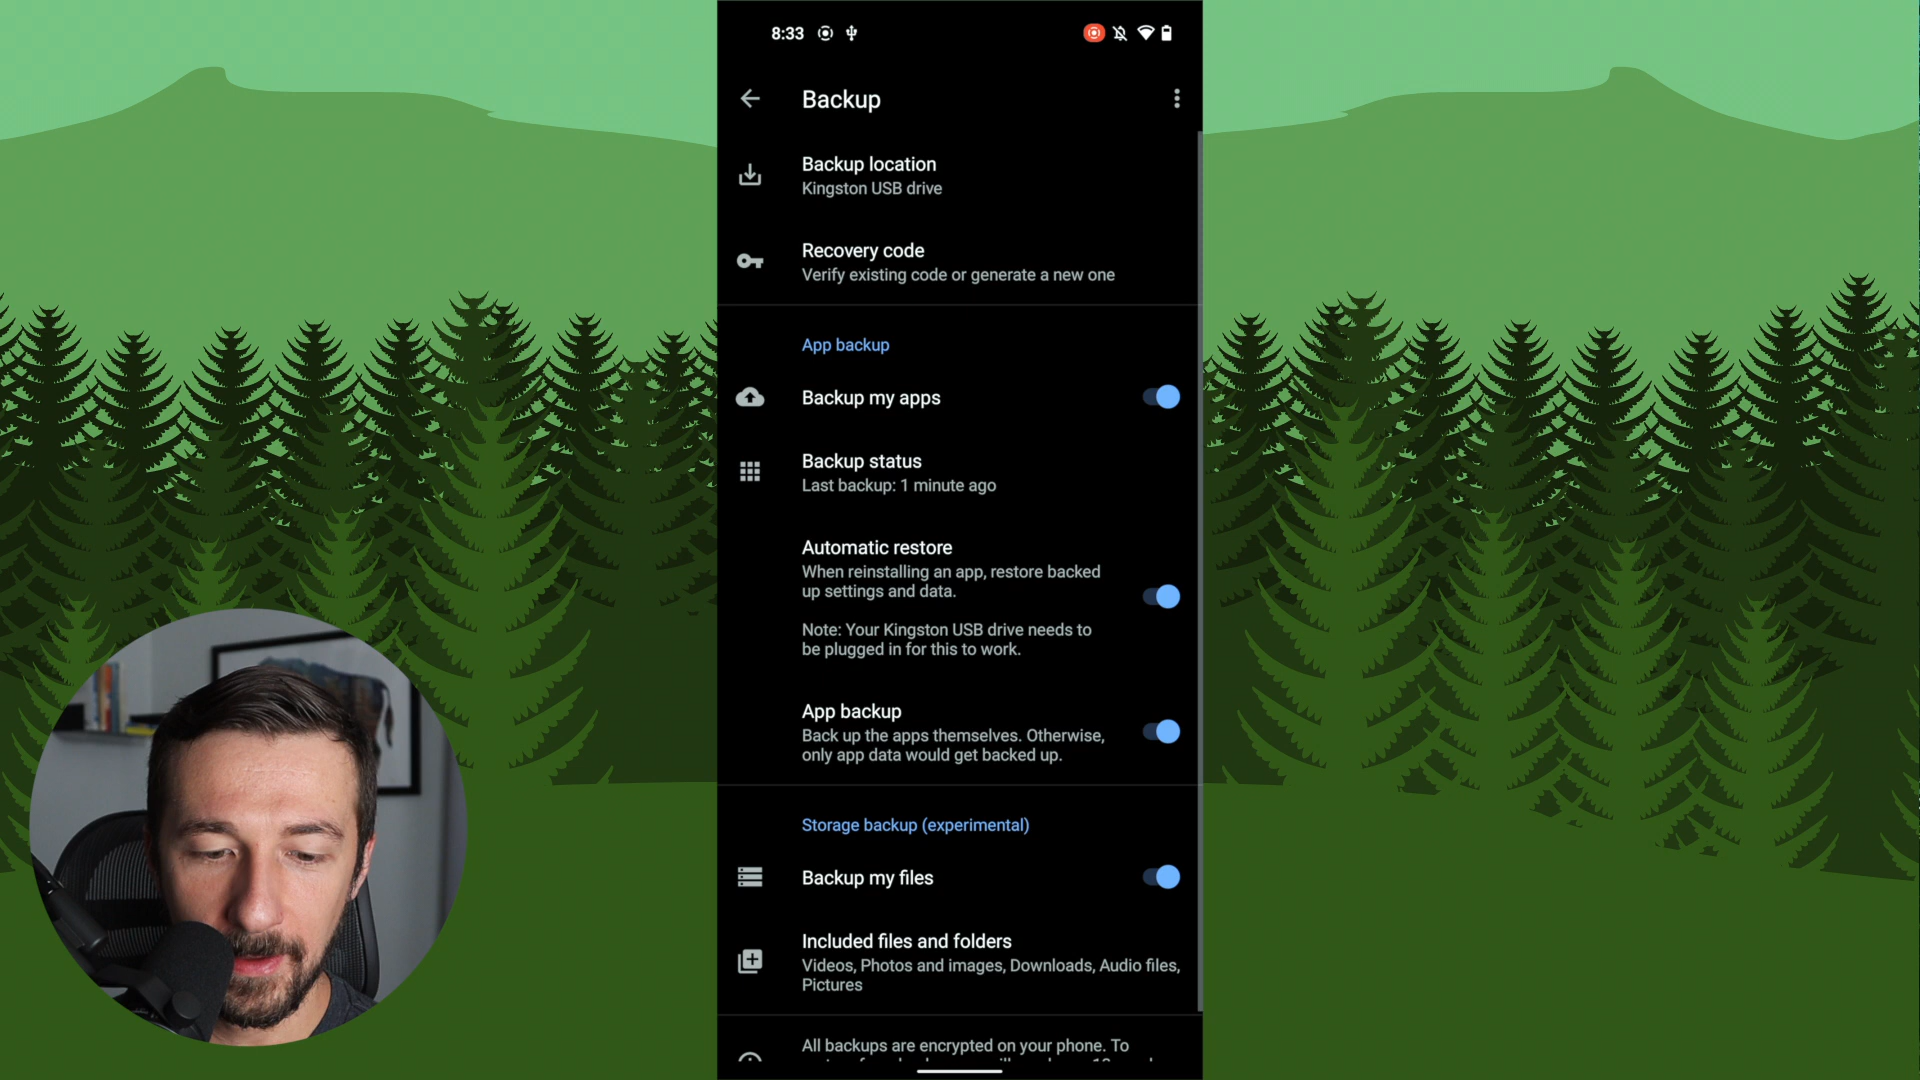 8:33
Backup
Backup location
Kingston USB drive
Recovery code
Verify existing code or generate a new one
App backup
Backup my apps
Backup status
Last backup: 1 minute ago
Automatic restore
When reinstalling an app, restore backed
up settings and data.
Note: Your Kingston USB drive needs to
be plugged in for this to work.
App backup
Back up the apps themselves. Otherwise,
only app data would get backed up.
Storage backup (experimental)
Backup my files
Included files and folders
Videos, Photos and images, Downloads, Audio files,
Pictures
All backups are encrypted on your phone. To